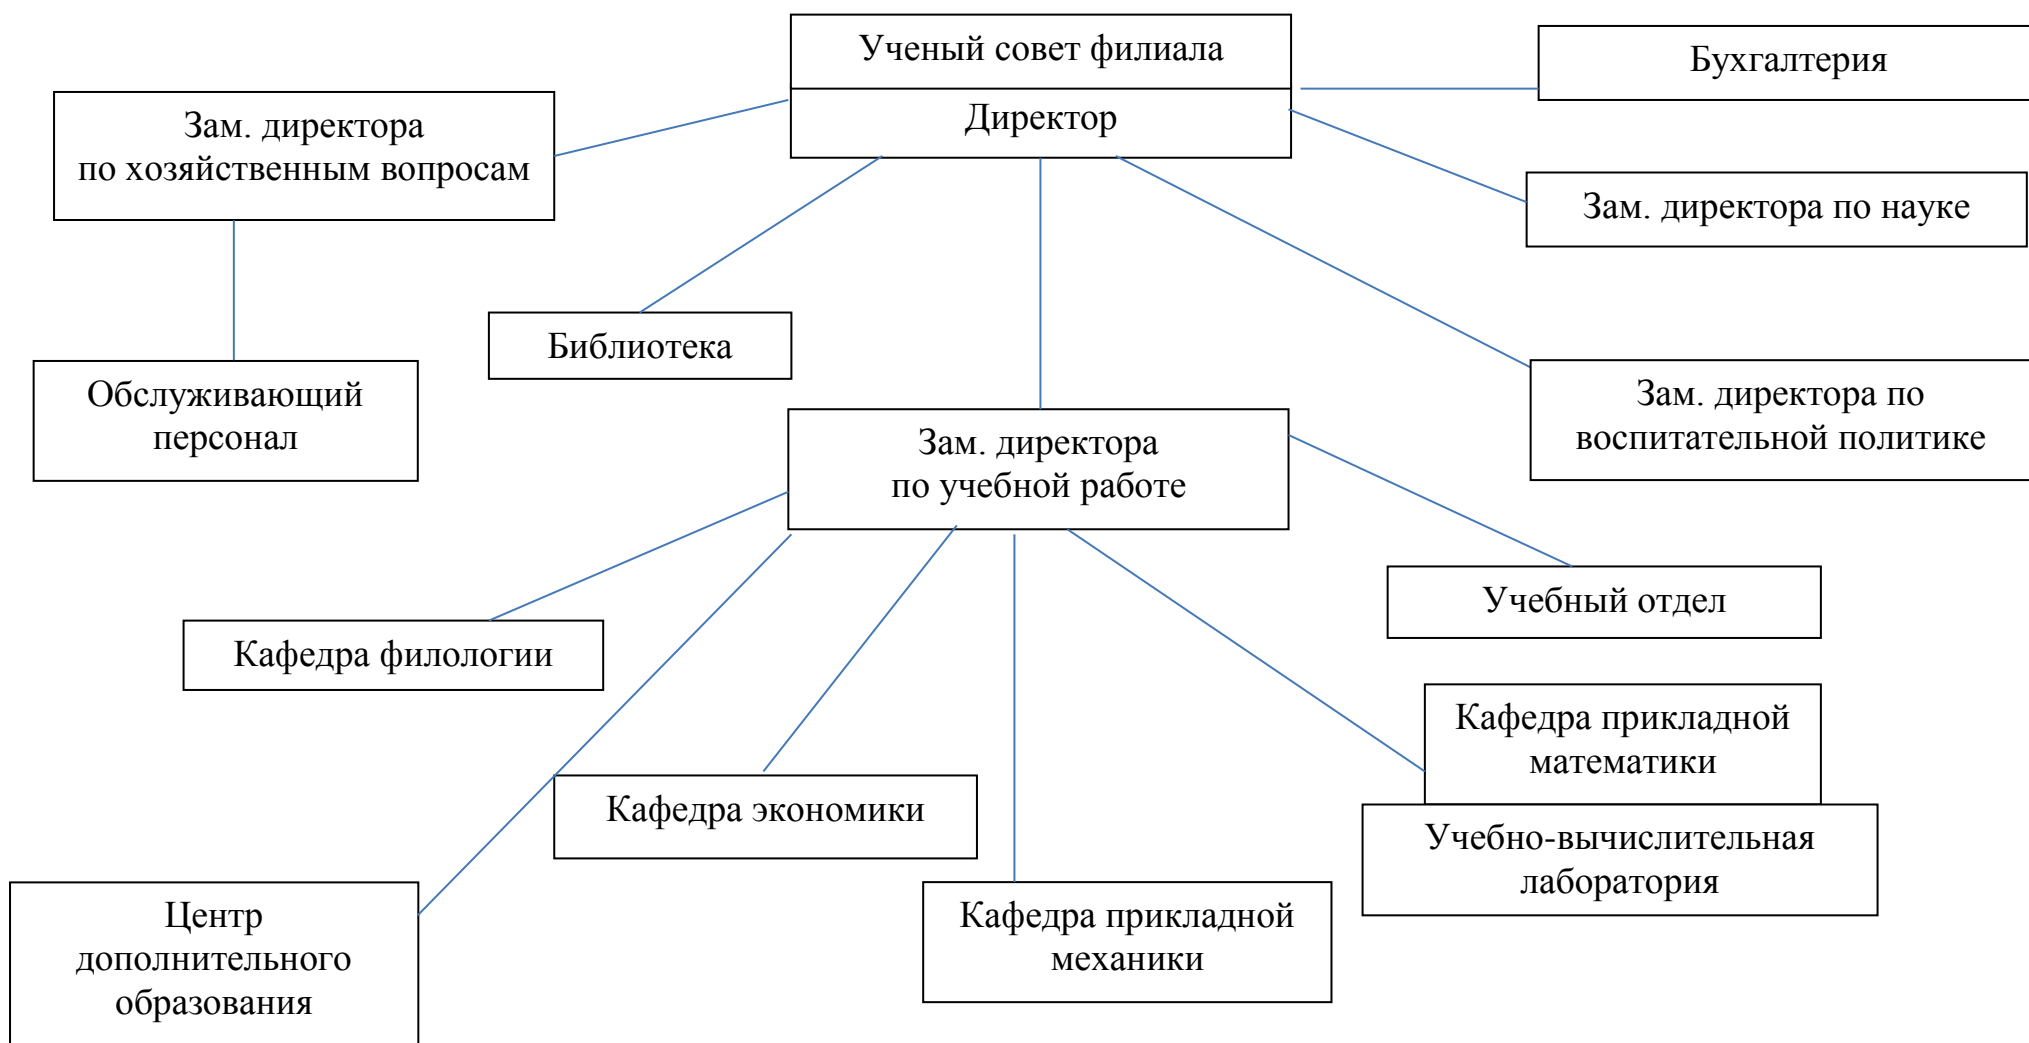 Ученый совет филиала
Бухгалтерия
Директор
Зам. директора
по хозяйственным вопросам
Зам. директора по науке
Библиотека
Обслуживающий
персонал
Зам. директора по
воспитательной политике
Зам. директора
по учебной работе
Учебный отдел
Кафедра филологии
Кафедра прикладной
математики
Кафедра экономики
Учебно-вычислительная
лаборатория
Центр
дополнительного
образования
Кафедра прикладной
механики